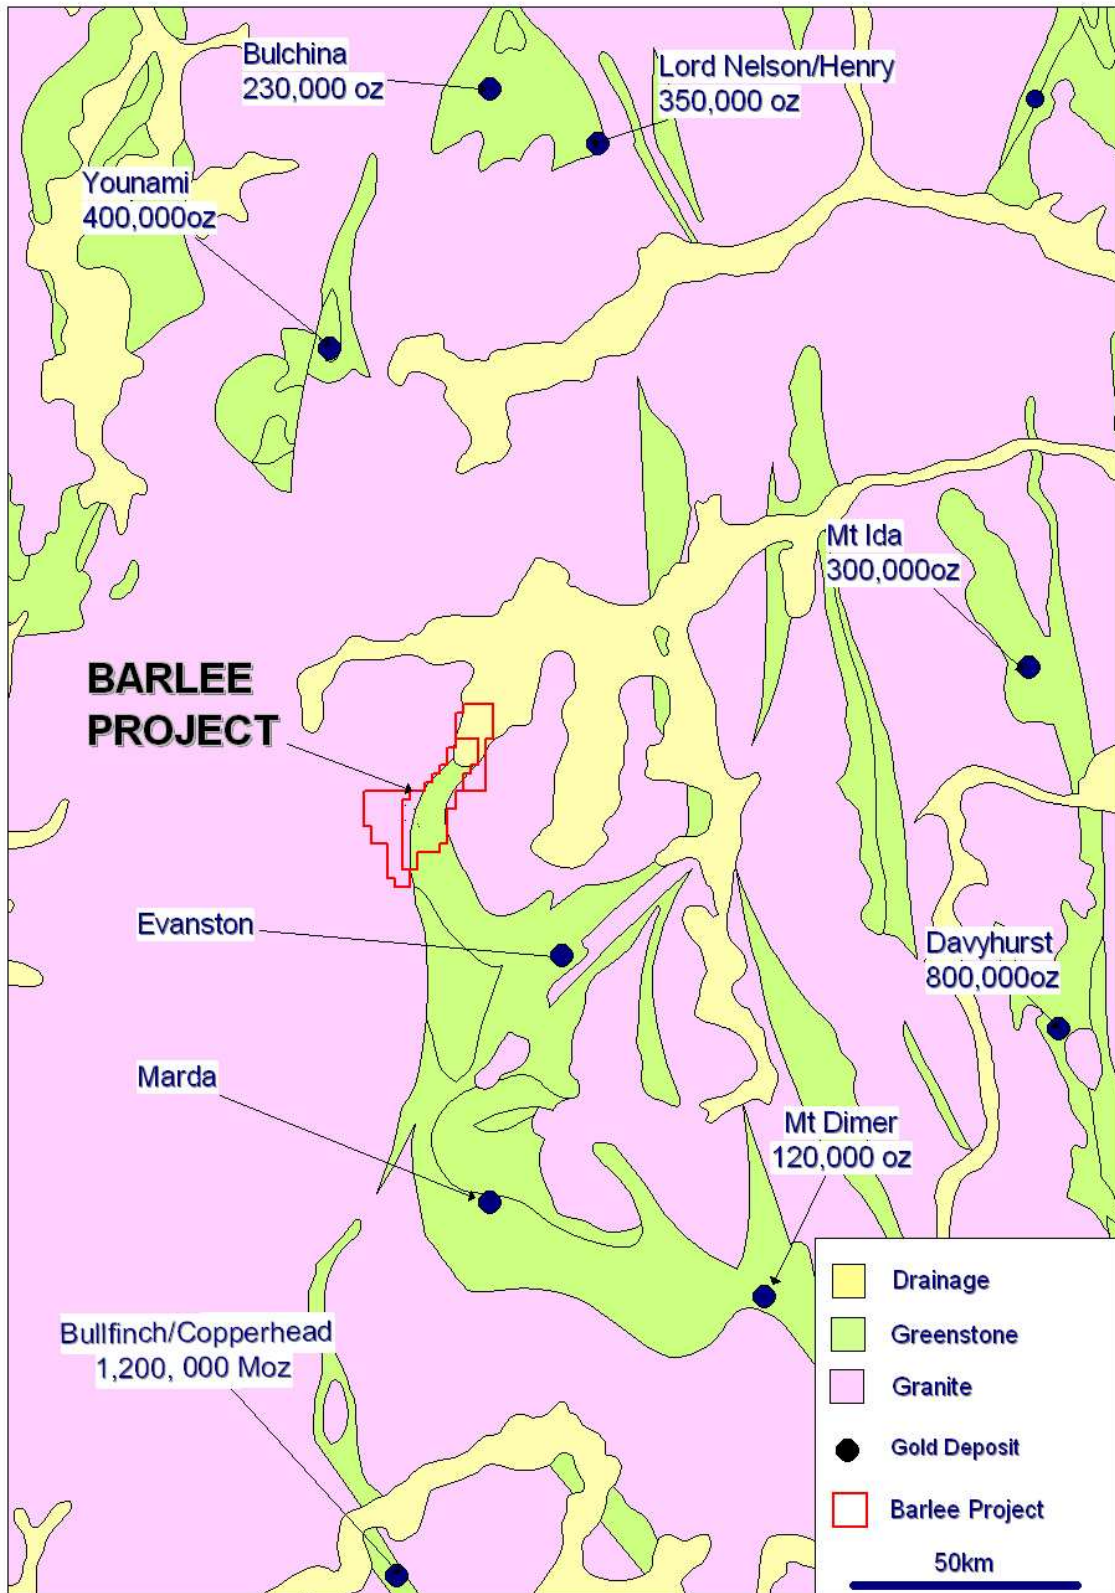 Bulchina
230,000 oz
Lord Nelson/Henry
350,000 oz
Younami
400,000oz
Mt Ida
300,000oz
BARLEE
PROJECT
Evanston
Davyhurst
800,000oz
Marda
Mt Dimer
120,000 oz
Bullfinch/Copperhead
1,200, 000 Moz
Drainage
Greenstone
Granite
Gold Deposit
Barlee Project
50km